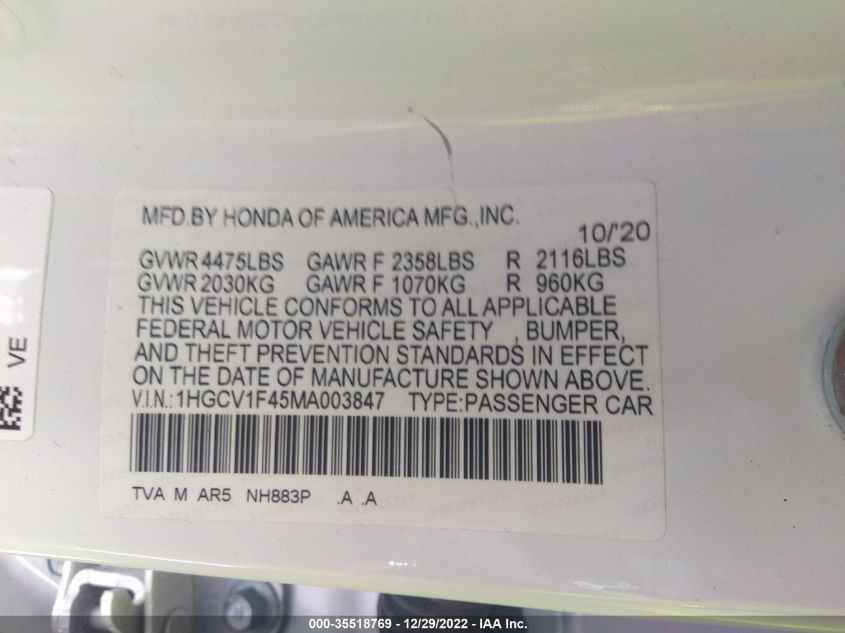 MFD.BY HONDA OF AMERICA MFG.,INC.
10/'20
GVWR 4475LBS GAWR F 2358LBS R 2116LBS
GVWR 2030KG GAWR F 1070KG R 960KG
THIS VEHICLE CONFORMS TO ALL APPLICABLE
FEDERAL MOTOR VEHICLE SAFETY , BUMPER,
AND THEFT PREVENTION STANDARDS IN EFFECT
ON THE DATE OF MANUFACTURE SHOWN ABOVE.
V.I.N.:1HGCV1F45MA003847 TYPE:PASSENGER CAR
TVA M AR5 NH883P .A .A
VE
000-35518769 - 12/29/2022 - IAA Inc.